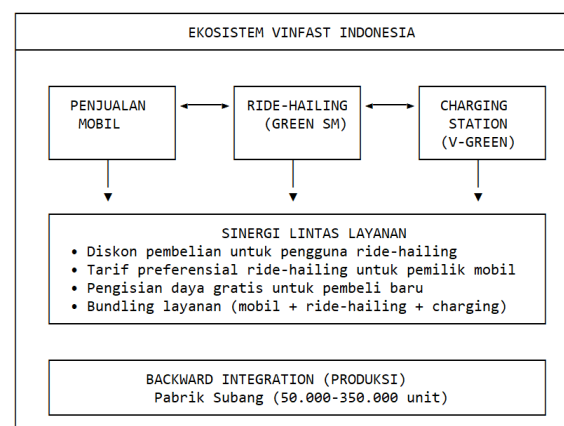 EKOSISTEM VINFAST INDONESIA
PENJUALAN
MOBIL
RIDE-HAILING
(GREEN SM)
CHARGING
STATION
(V-GREEN)
SINERGI LINTAS LAYANAN
• Diskon pembelian untuk pengguna ride-hailing
• Tarif preferensial ride-hailing untuk pemilik mobil
• Pengisian daya gratis untuk pembeli baru
• Bundling layanan (mobil + ride-hailing + charging)
BACKWARD INTEGRATION (PRODUKSI)
Pabrik Subang (50.000-350.000 unit)